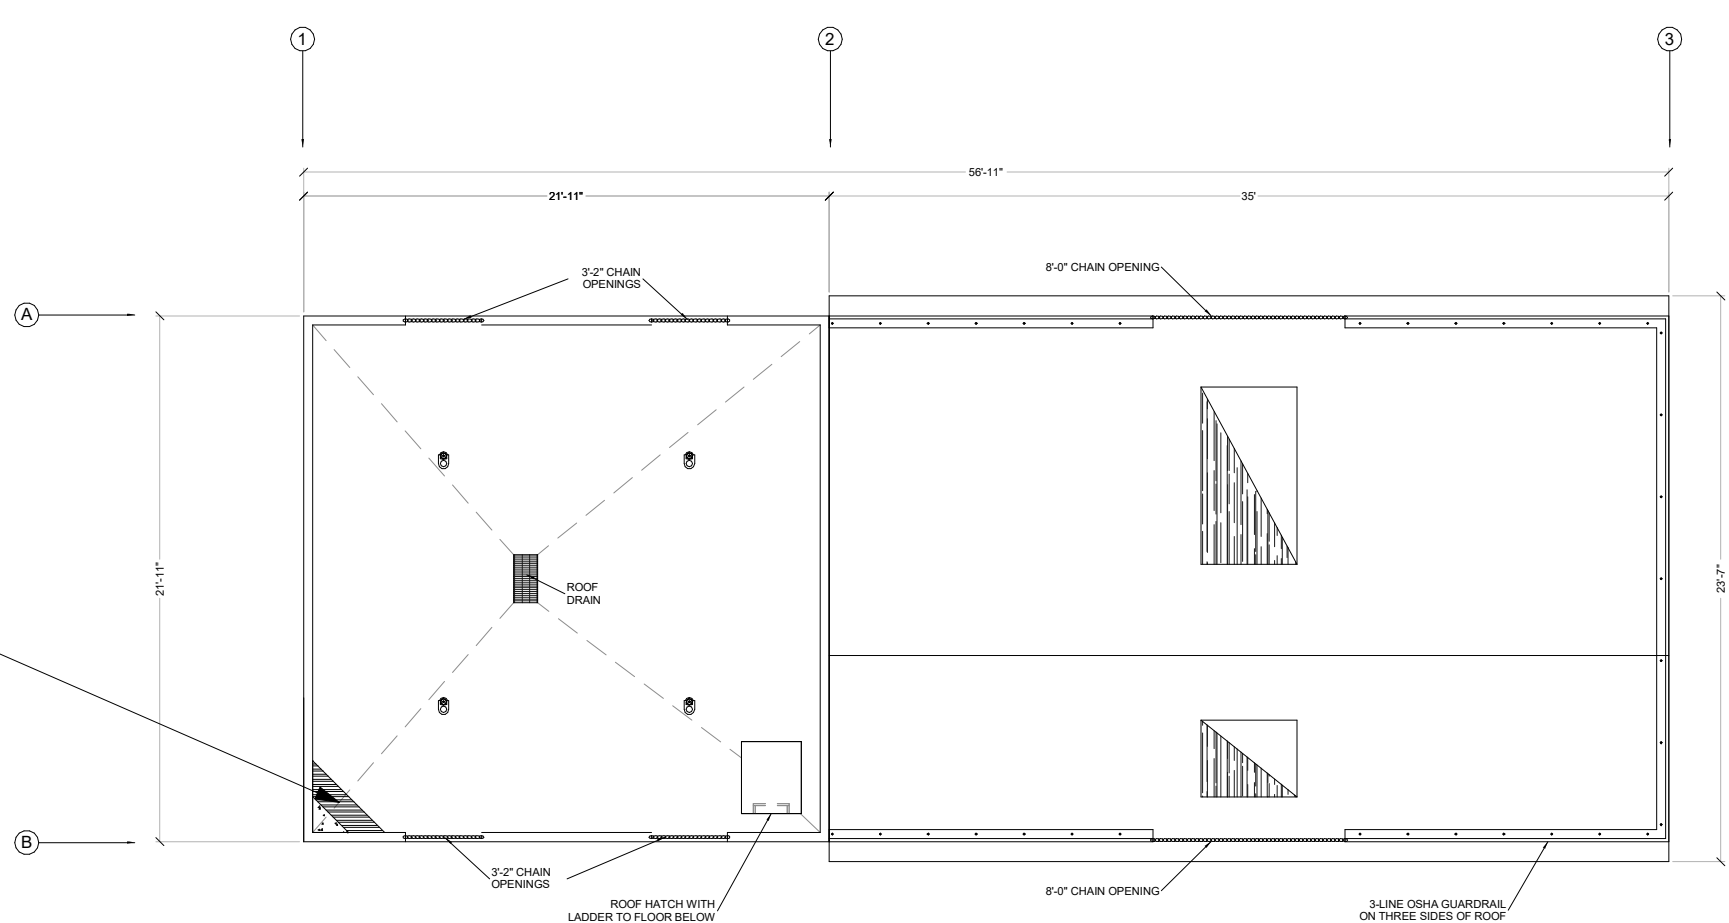 1
2
3
56'-11"
21'-11"
35'
3'-2" CHAIN
OPENINGS
8'-0" CHAIN OPENING
A
21'-11"
23'-7"
ROOF
DRAIN
B
3'-2" CHAIN
OPENINGS
8'-0" CHAIN OPENING
ROOF HATCH WITH
LADDER TO FLOOR BELOW
3-LINE OSHA GUARDRAIL
ON THREE SIDES OF ROOF